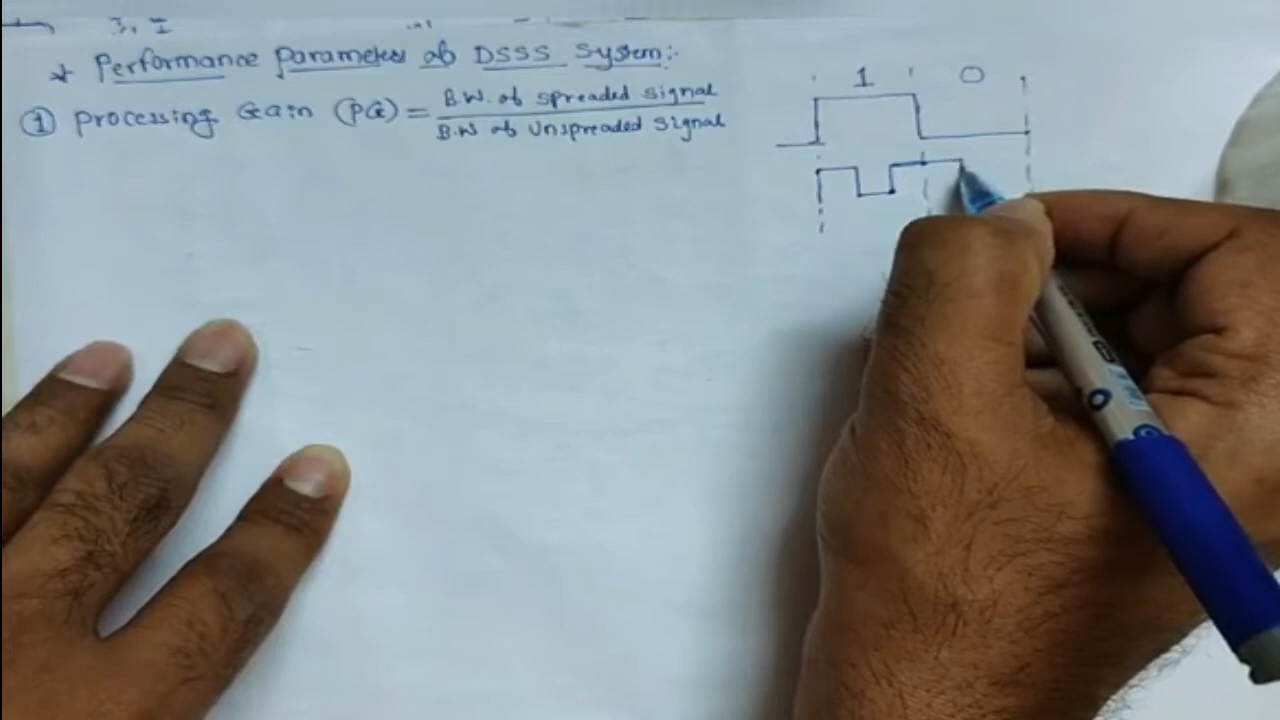 * Performance Parameters of DSSS System:-
① Processing Gain (PG) = B.W. of spreaded signal
B.W of Unspreaded Signal
1 0